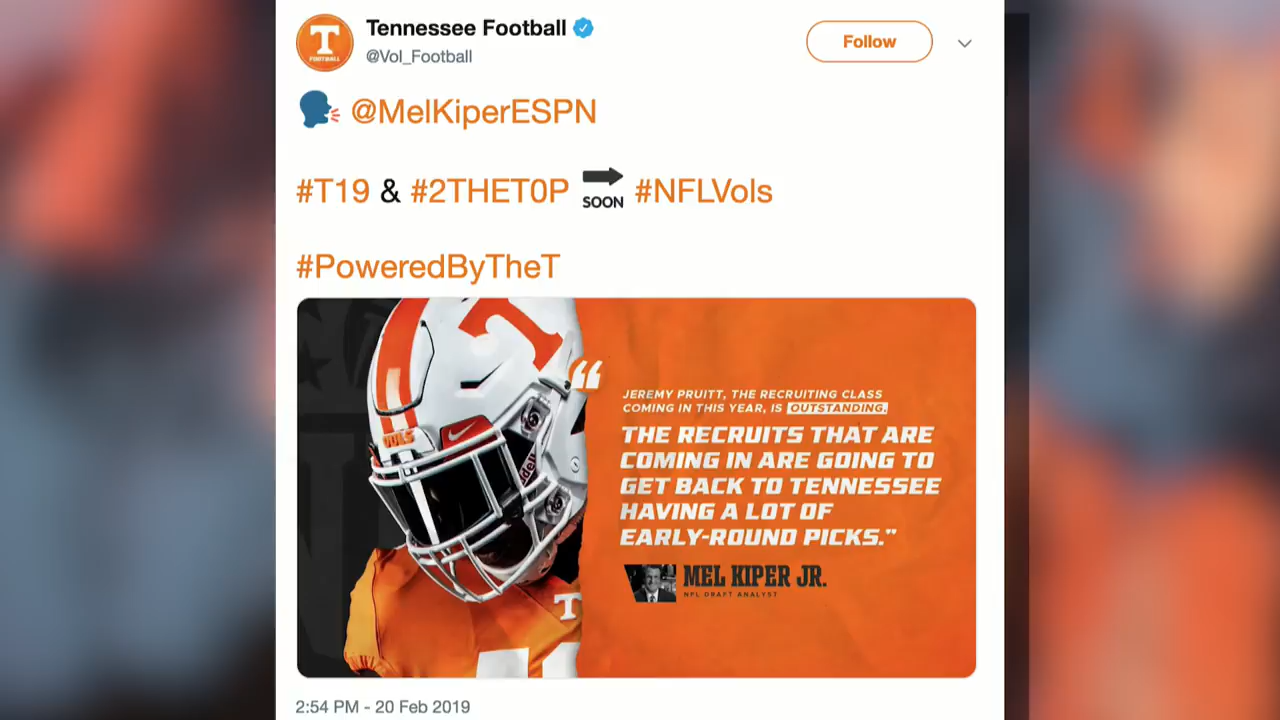 Tennessee Football
@Vol_Football
Follow
T
FOOTBALL
@MelKiperESPN
#T19 & #2THET0P SOON #NFLVols
#PoweredByTheT
VOLS
T
“
JEREMY PRUITT, THE RECRUITING CLASS
COMING IN THIS YEAR, IS OUTSTANDING.
THE RECRUITS THAT ARE
COMING IN ARE GOING TO
GET BACK TO TENNESSEE
HAVING A LOT OF
EARLY-ROUND PICKS.”
MEL KIPER JR.
NFL DRAFT ANALYST
2:54 PM - 20 Feb 2019